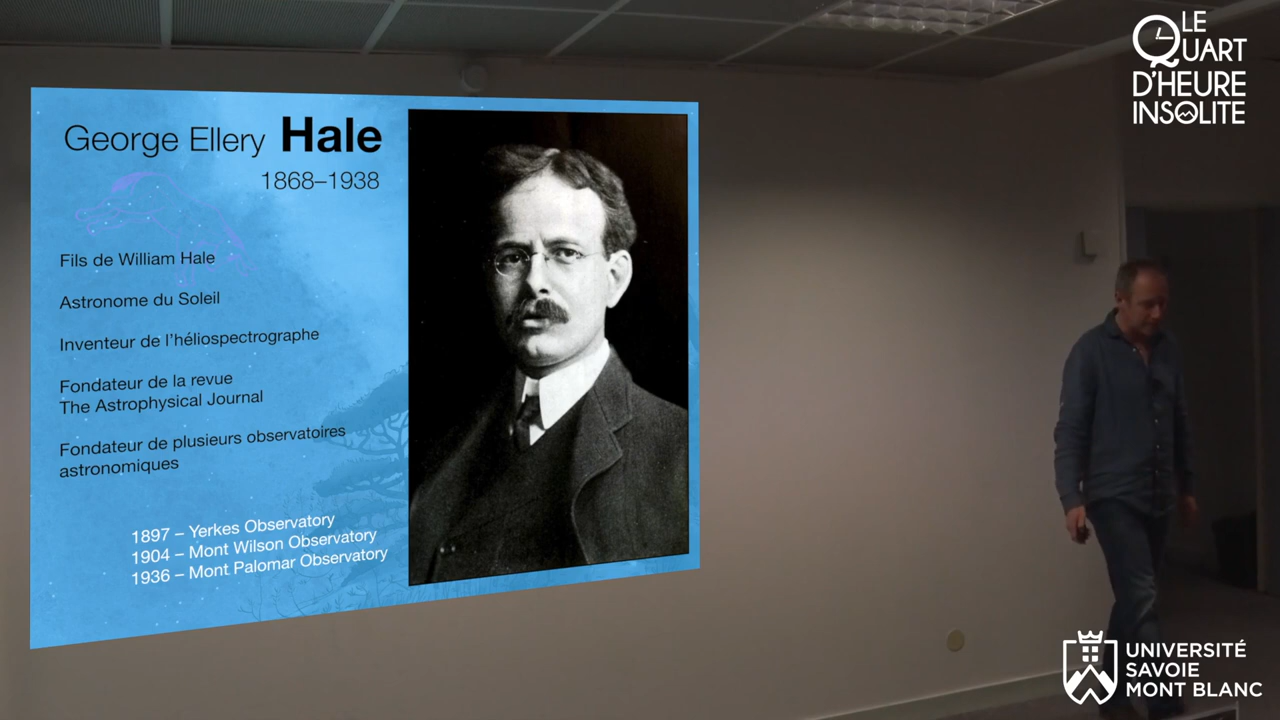 George Ellery Hale
1868–1938
Fils de William Hale
Astronome du Soleil
Inventeur de l'héliospectrographe
Fondateur de la revue
The Astrophysical Journal
Fondateur de plusieurs observatoires
astronomiques
1897 – Yerkes Observatory
1904 – Mont Wilson Observatory
1936 – Mont Palomar Observatory
LE
QUART
D'HEURE
INSOLITE
UNIVERSITÉ
SAVOIE
MONT BLANC